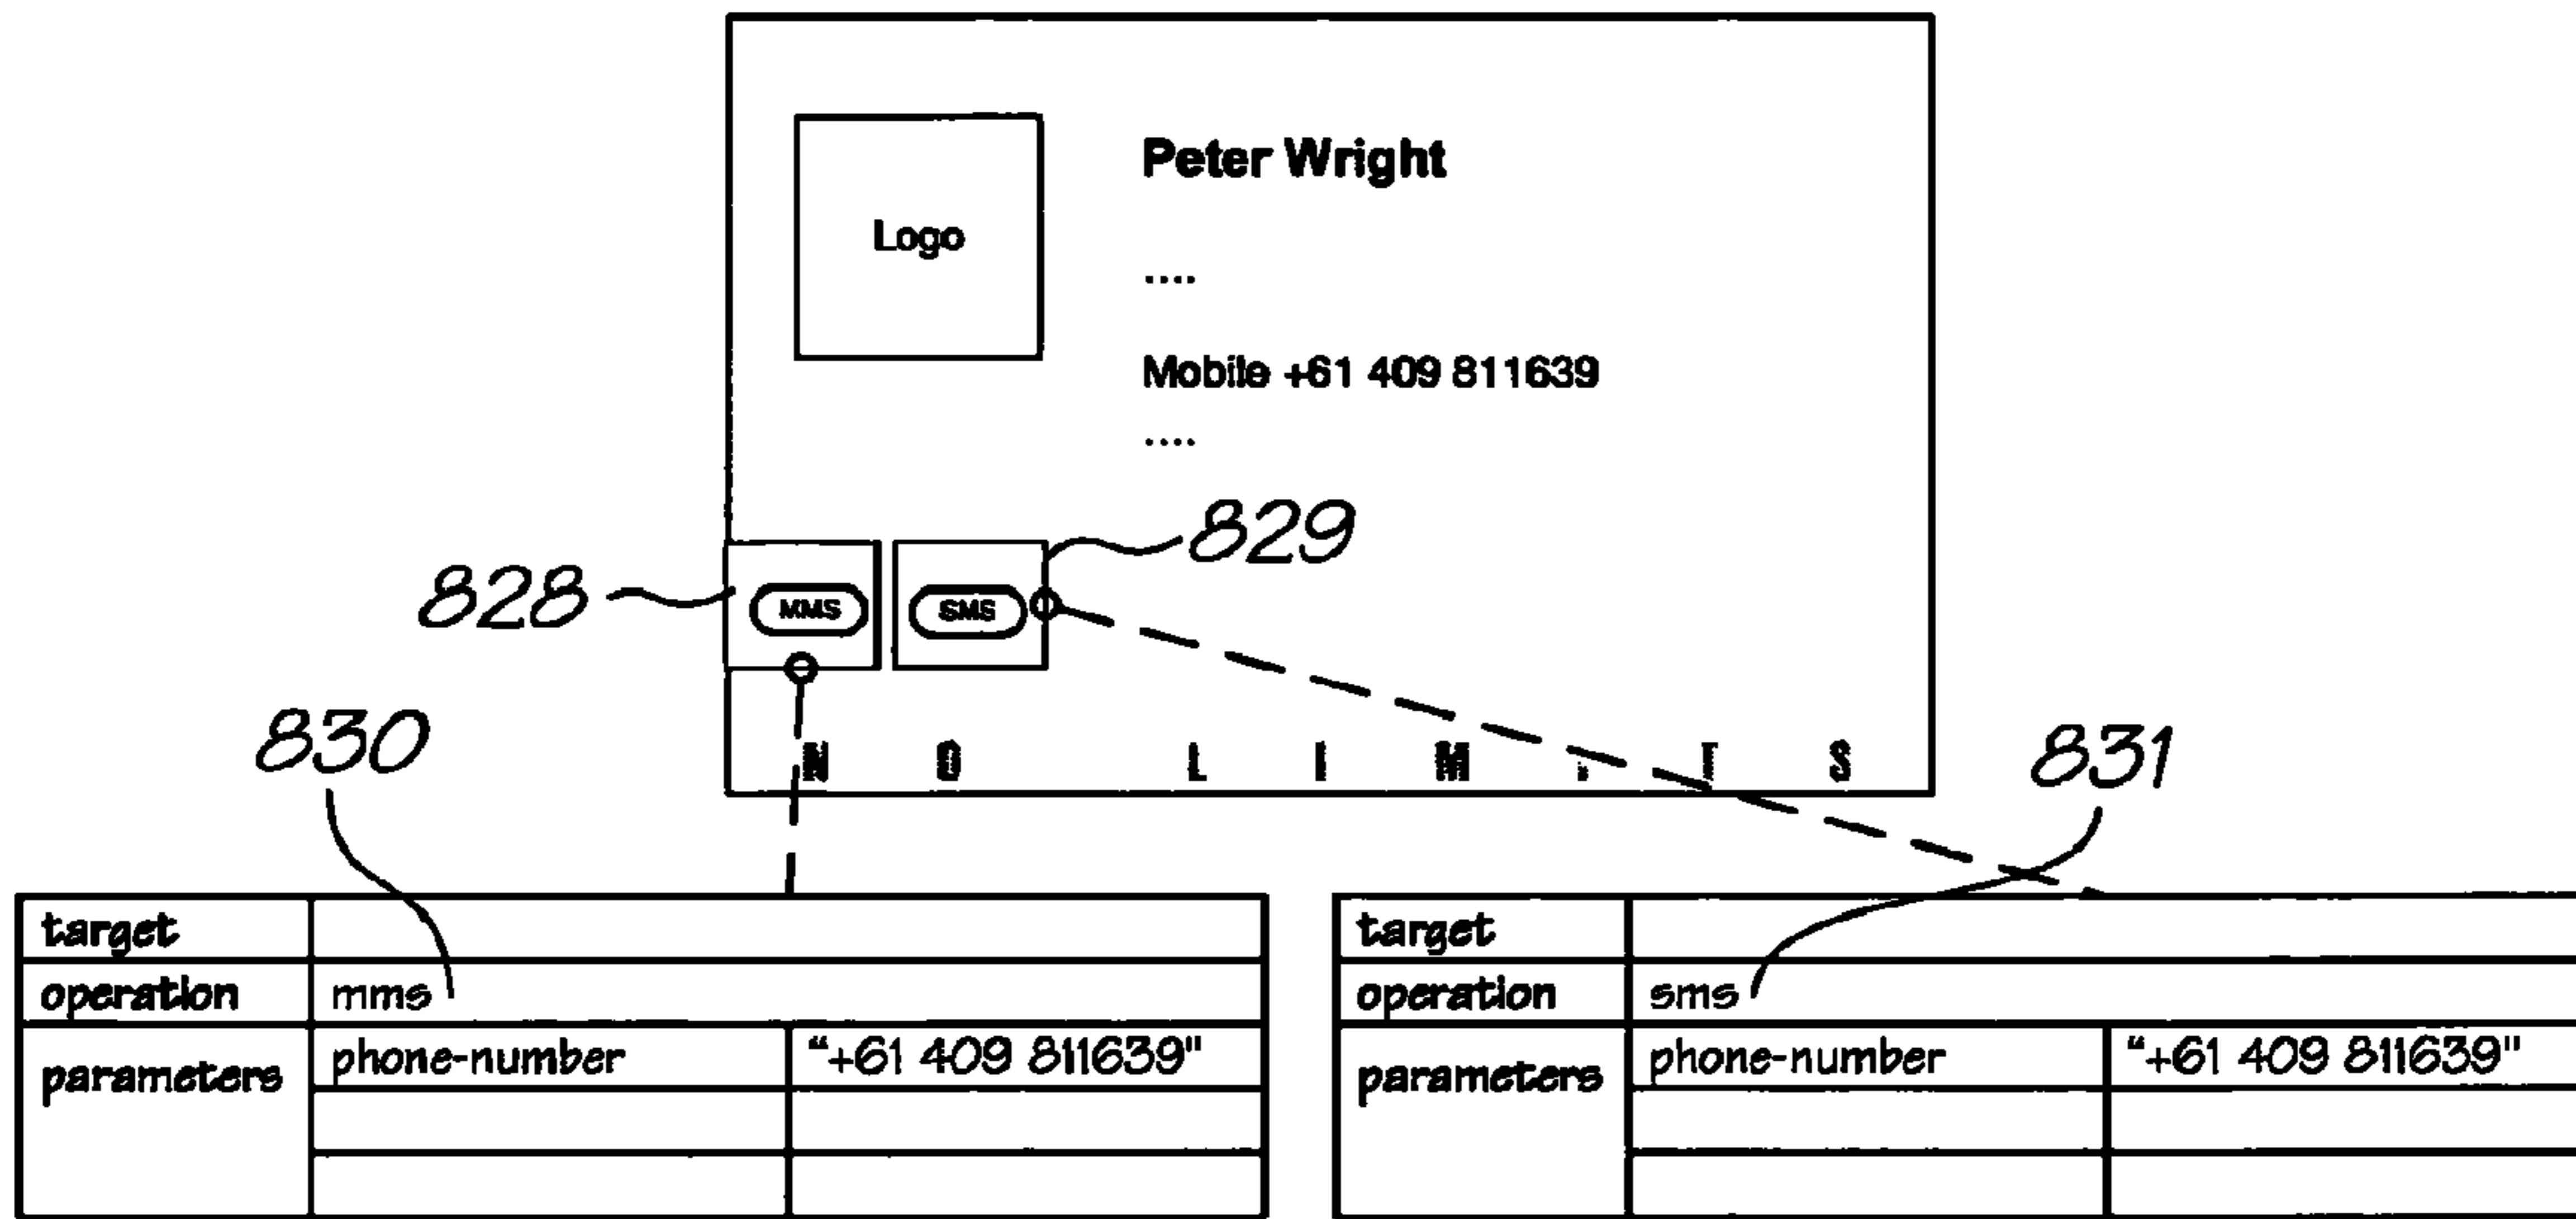 Peter Wright
Logo
....
Mobile +61 409 811639
....
829
828
MMS SMS
830
N O L I M I T S
831
target
operation mms
parameters phone-number "+61 409 811639"
target
operation sms
parameters phone-number "+61 409 811639"